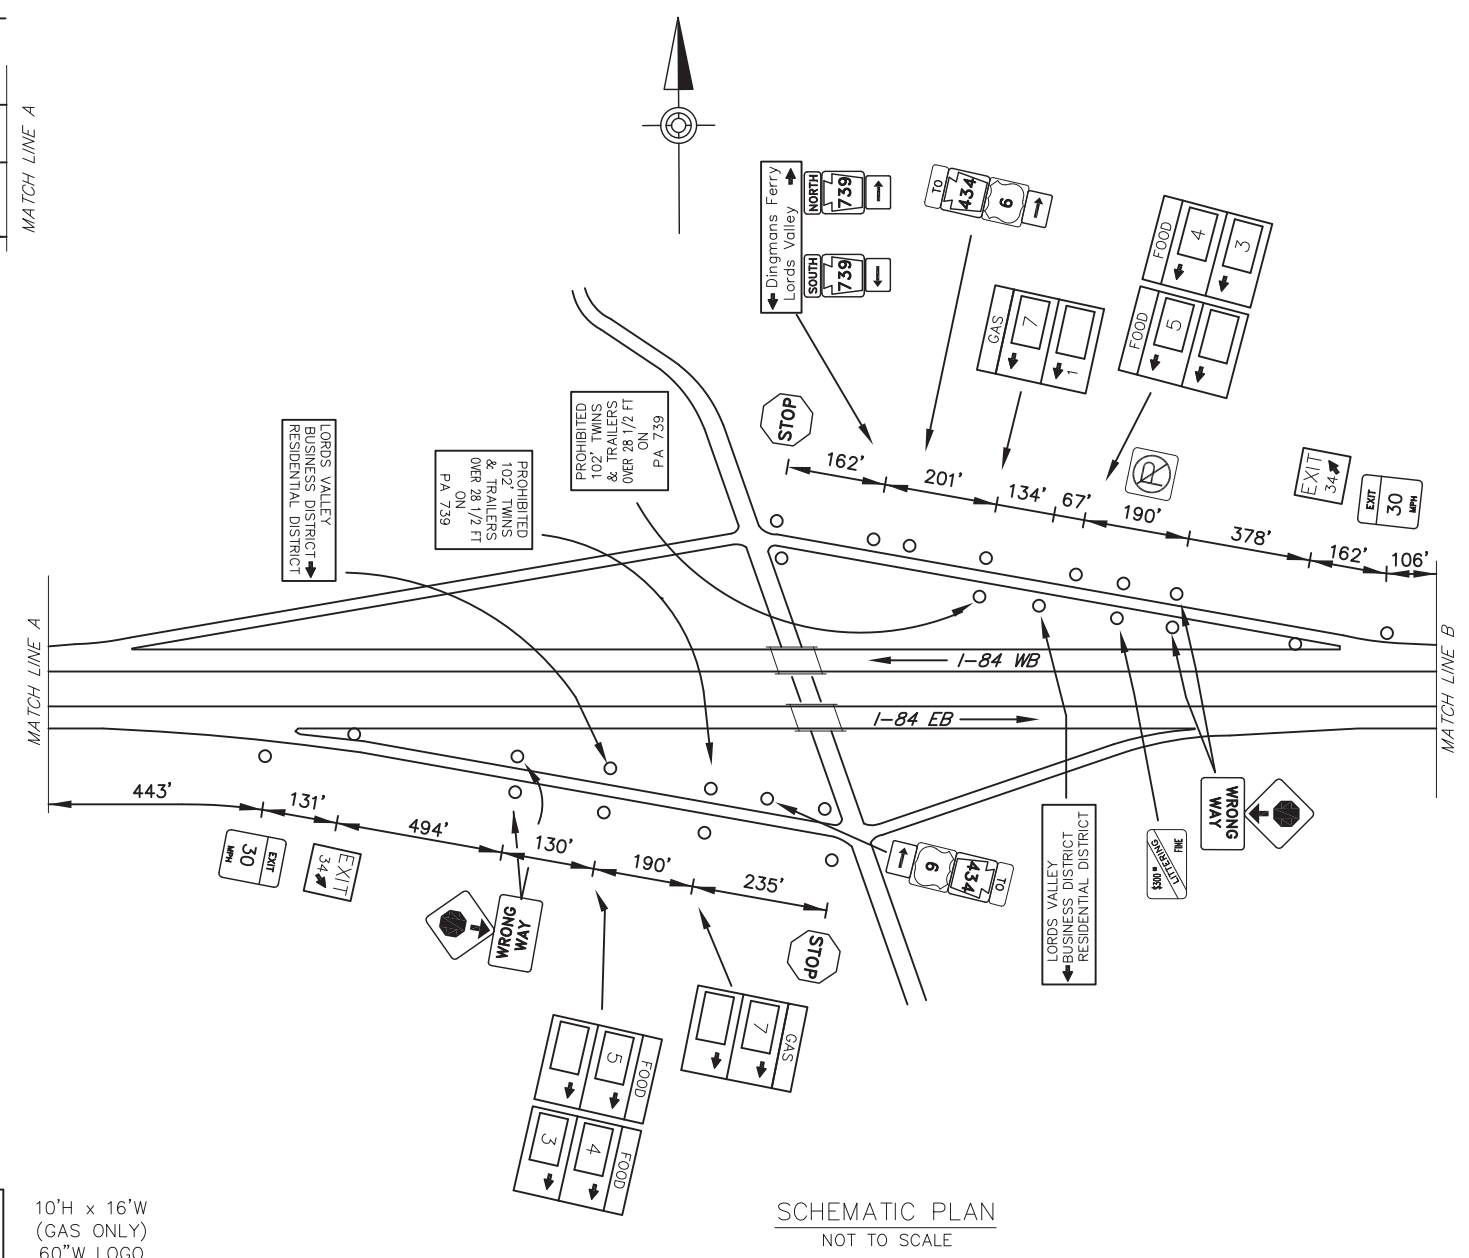 MATCH LINE A
← Dingmans Ferry
Lords Valley →
NORTH
739
SOUTH
739
TO
434
6
FOOD
4
3
FOOD
5
GAS
7
1
STOP
PROHIBITED
102' TWINS
& TRAILERS
OVER 28 1/2 FT
ON
PA 739
PROHIBITED
102' TWINS
& TRAILERS
OVER 28 1/2 FT
ON
PA 739
LORDS VALLEY
BUSINESS DISTRICT
RESIDENTIAL DISTRICT
162'
201'
134'
67'
190'
378'
162'
106'
P
EXIT
34
EXIT
30
MPH
MATCH LINE A
I-84 WB
I-84 EB
MATCH LINE B
443'
131'
494'
130'
190'
235'
EXIT
30
MPH
EXIT
34
WRONG
WAY
STOP
TO
434
6
LORDS VALLEY
BUSINESS DISTRICT
RESIDENTIAL DISTRICT
LITTERING
FINE
$300
WRONG
WAY
GAS
7
FOOD
5
FOOD
4
3
10'H x 16'W
(GAS ONLY)
60"W LOGO
SCHEMATIC PLAN
NOT TO SCALE